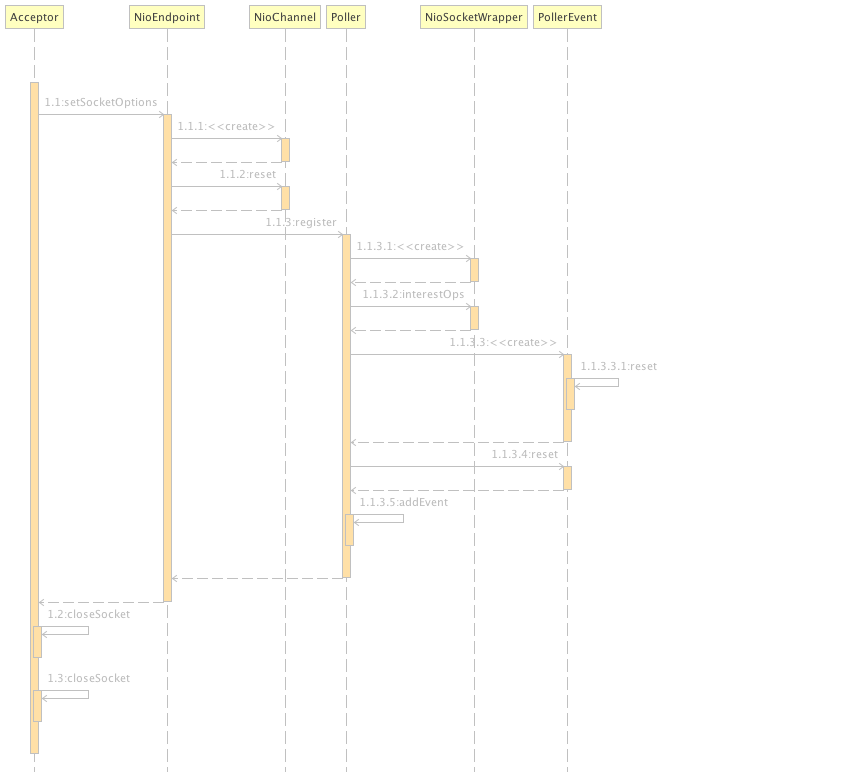 Acceptor NioEndpoint NioChannel Poller NioSocketWrapper PollerEvent
1.1:setSocketOptions
1.1.1:<<create>>
1.1.2:reset
1.1.3:register
1.1.3.1:<<create>>
1.1.3.2:interestOps
1.1.3.3:<<create>>
1.1.3.3.1:reset
1.1.3.4:reset
1.1.3.5:addEvent
1.2:closeSocket
1.3:closeSocket